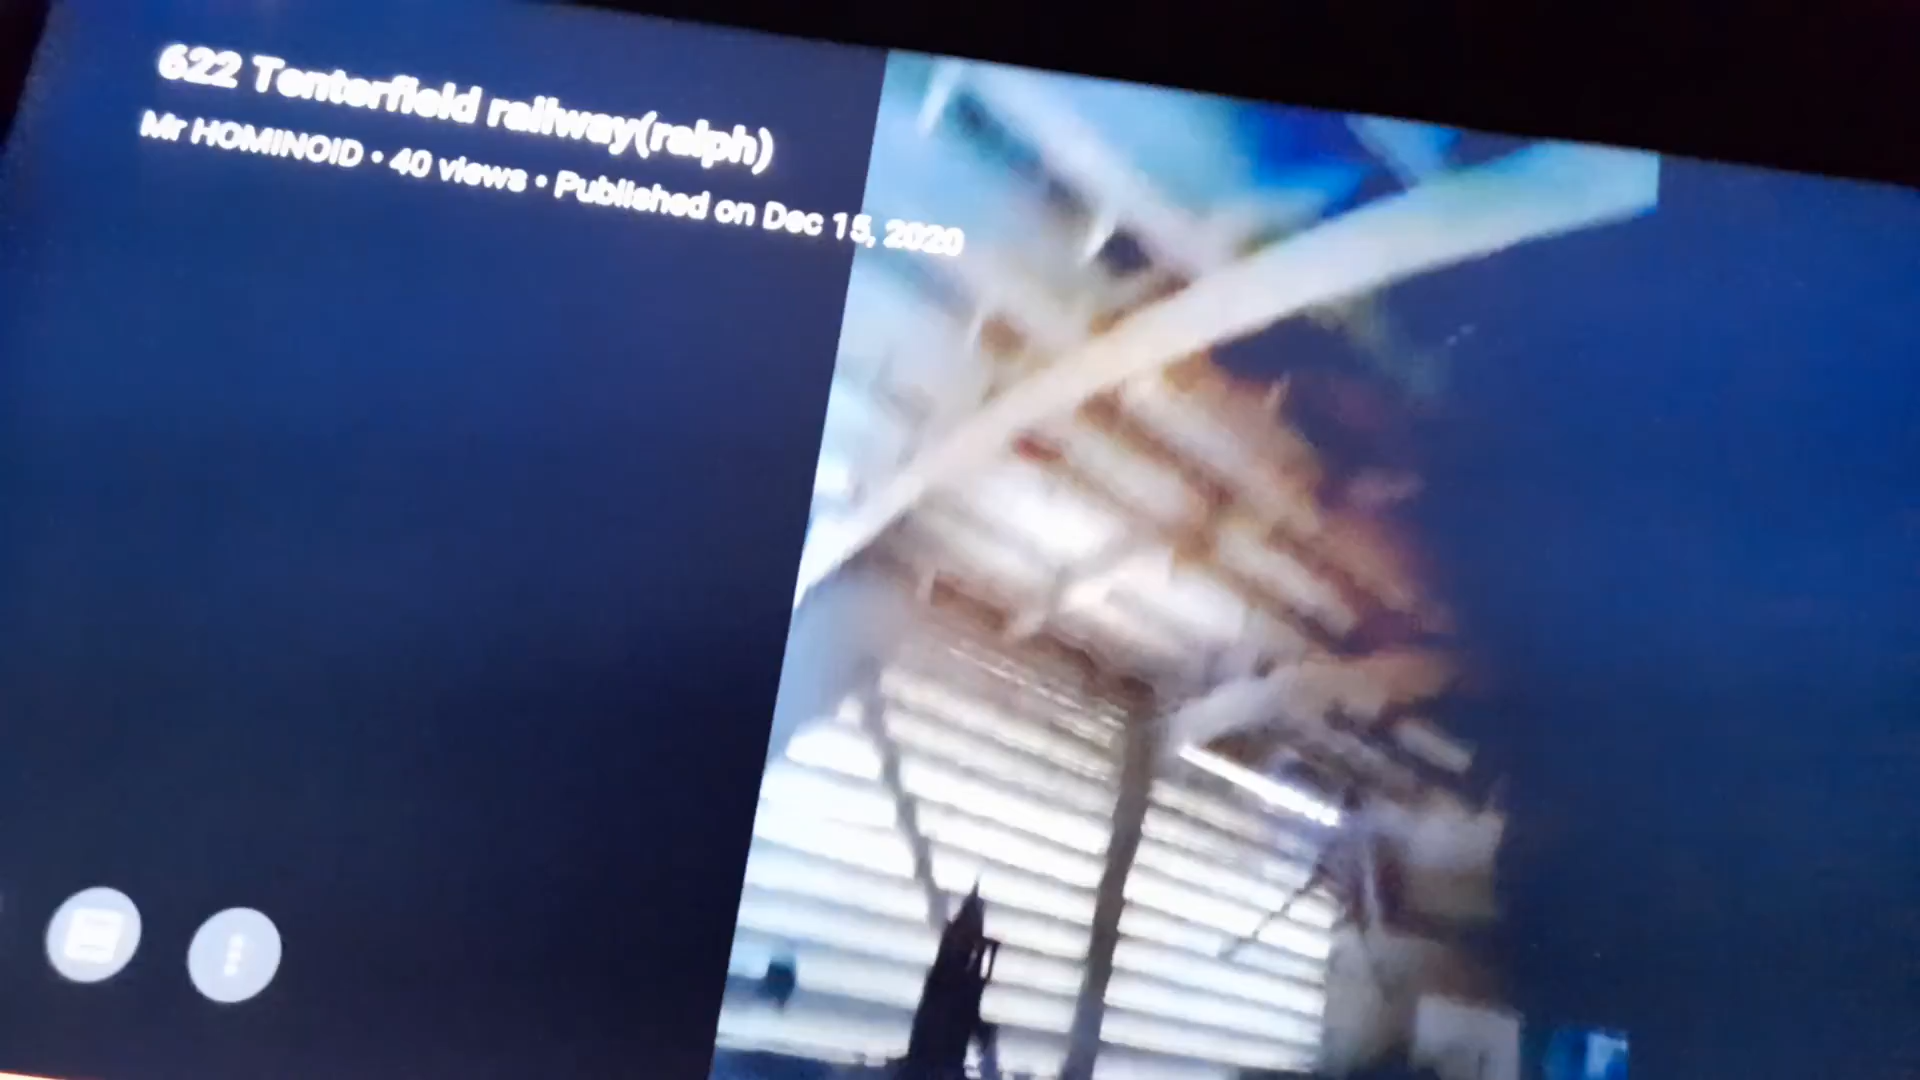 622 Tenterfield railway(ralph)
Mr HOMINOID • 40 views • Published on Dec 15, 2020